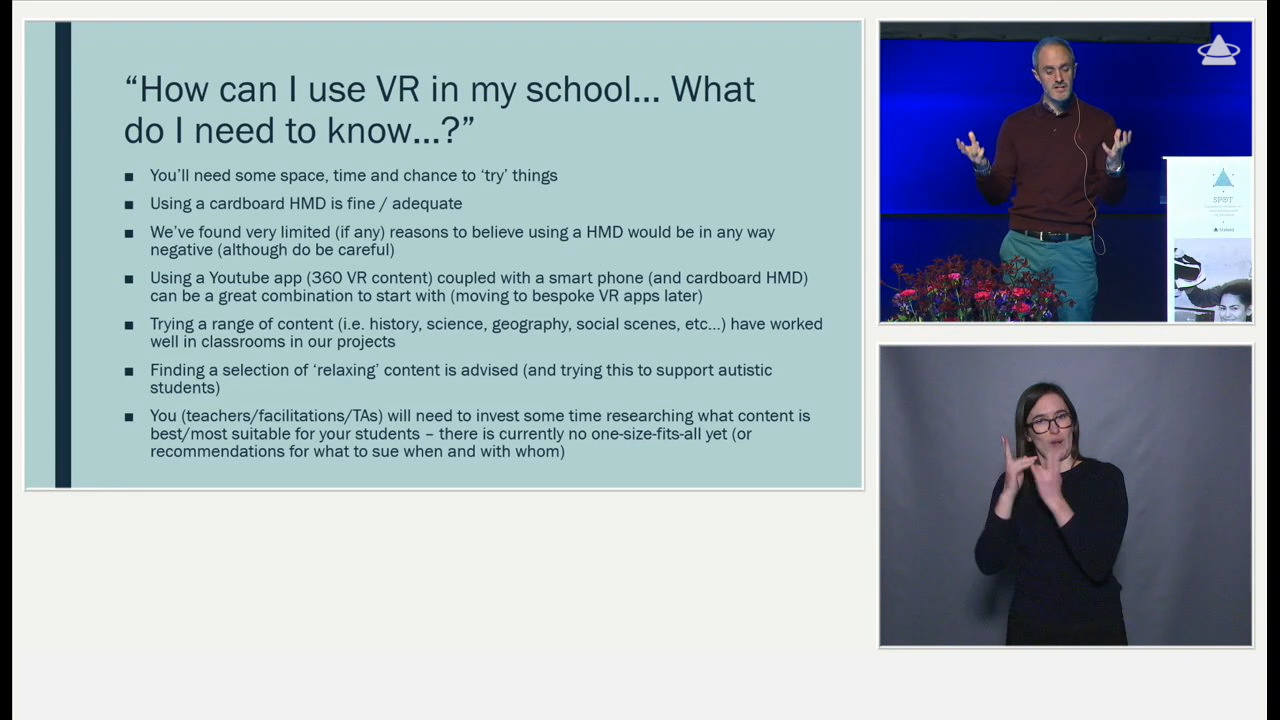 “How can I use VR in my school... What
do I need to know...?”
■ You’ll need some space, time and chance to ‘try’ things
■ Using a cardboard HMD is fine / adequate
■ We’ve found very limited (if any) reasons to believe using a HMD would be in any way
negative (although do be careful)
■ Using a Youtube app (360 VR content) coupled with a smart phone (and cardboard HMD)
can be a great combination to start with (moving to bespoke VR apps later)
■ Trying a range of content (i.e. history, science, geography, social scenes, etc...) have worked
well in classrooms in our projects
■ Finding a selection of ‘relaxing’ content is advised (and trying this to support autistic
students)
■ You (teachers/facilitations/TAs) will need to invest some time researching what content is
best/most suitable for your students – there is currently no one-size-fits-all yet (or
recommendations for what to sue when and with whom)